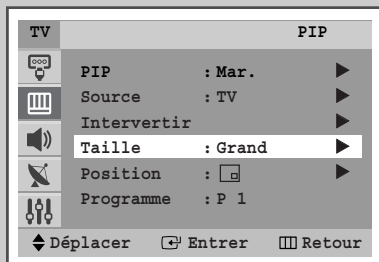 TV PIP
PIP : Mar.
Source : TV
Intervertir
Taille : Grand
Position :
Programme : P 1
Déplacer Entrer Retour